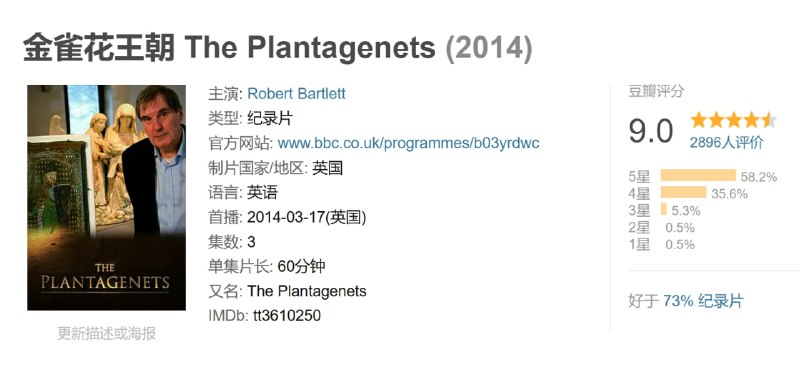 金雀花王朝 The Plantagenets (2014)
THE
PLANTAGENETS
更新描述或海报
主演: Robert Bartlett
类型: 纪录片
官方网站: www.bbc.co.uk/programmes/b03yrdwc
制片国家/地区: 英国
语言: 英语
首播: 2014-03-17(英国)
集数: 3
单集片长: 60分钟
又名: The Plantagenets
IMDb: tt3610250
豆瓣评分
9.0
2896人评价
5星 58.2%
4星 35.6%
3星 5.3%
2星 0.5%
1星 0.5%
好于 73% 纪录片